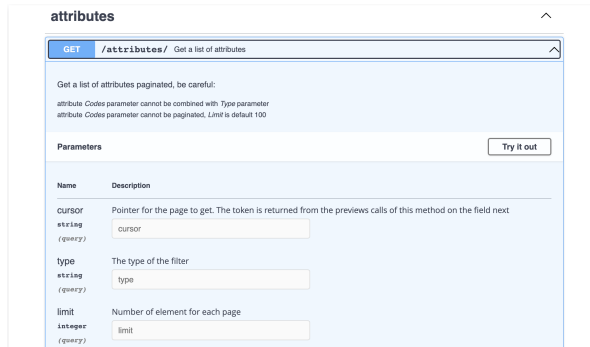 attributes
GET /attributes/ Get a list of attributes
Get a list of attributes paginated, be careful:
attribute Codes parameter cannot be combined with Type parameter
attribute Codes parameter cannot be paginated, Limit is default 100
Parameters Try it out
Name Description
cursor Pointer for the page to get. The token is returned from the previews calls of this method on the field next
string
cursor
(query)
type The type of the filter
string
type
(query)
limit Number of element for each page
integer
limit
(query)